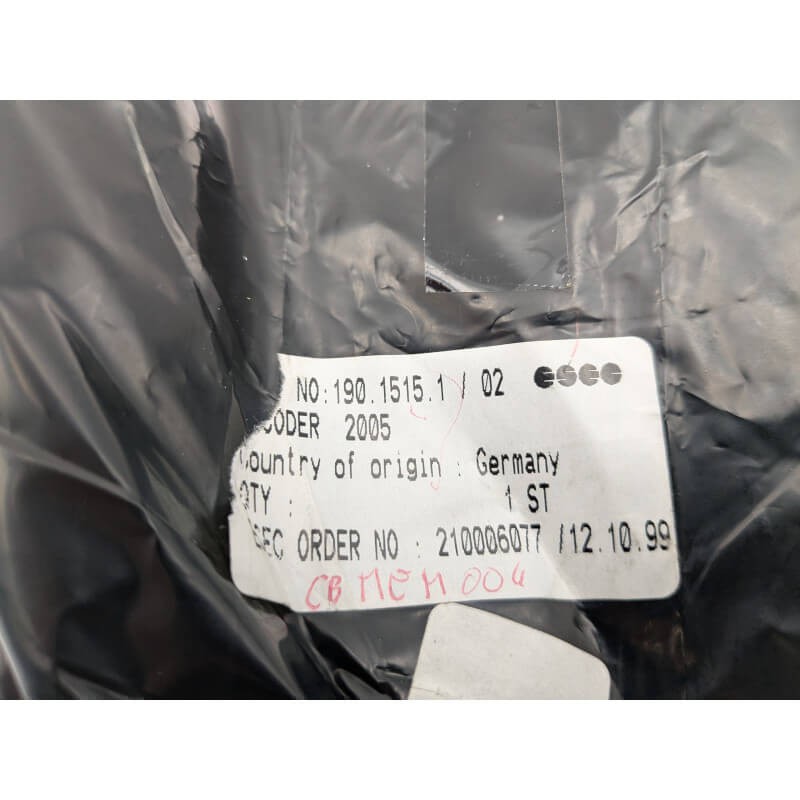 NO:190.1515.1 / 02 esec
CODER 2005
Country of origin : Germany
QTY : 1 ST
SEC ORDER NO : 210006077 /12.10.99
CB MEM 004